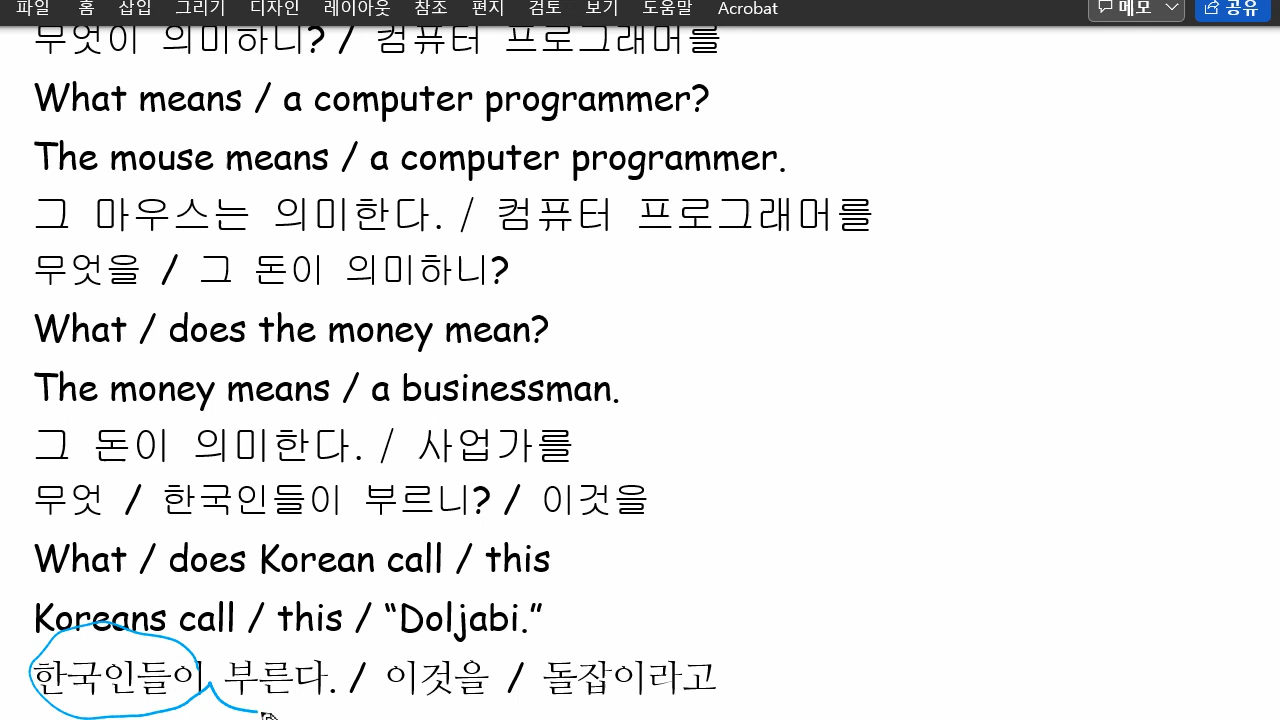 파일 홈 삽입 그리기 디자인 레이아웃 참조 편지 검토 보기 도움말 Acrobat 메모 공유
무엇이 의미하니? / 컴퓨터 프로그래머를
What means / a computer programmer?
The mouse means / a computer programmer.
그 마우스는 의미한다. / 컴퓨터 프로그래머를
무엇을 / 그 돈이 의미하니?
What / does the money mean?
The money means / a businessman.
그 돈이 의미한다. / 사업가를
무엇 / 한국인들이 부르니? / 이것을
What / does Korean call / this
Koreans call / this / “Doljabi.”
한국인들이 부른다. / 이것을 / 돌잡이라고